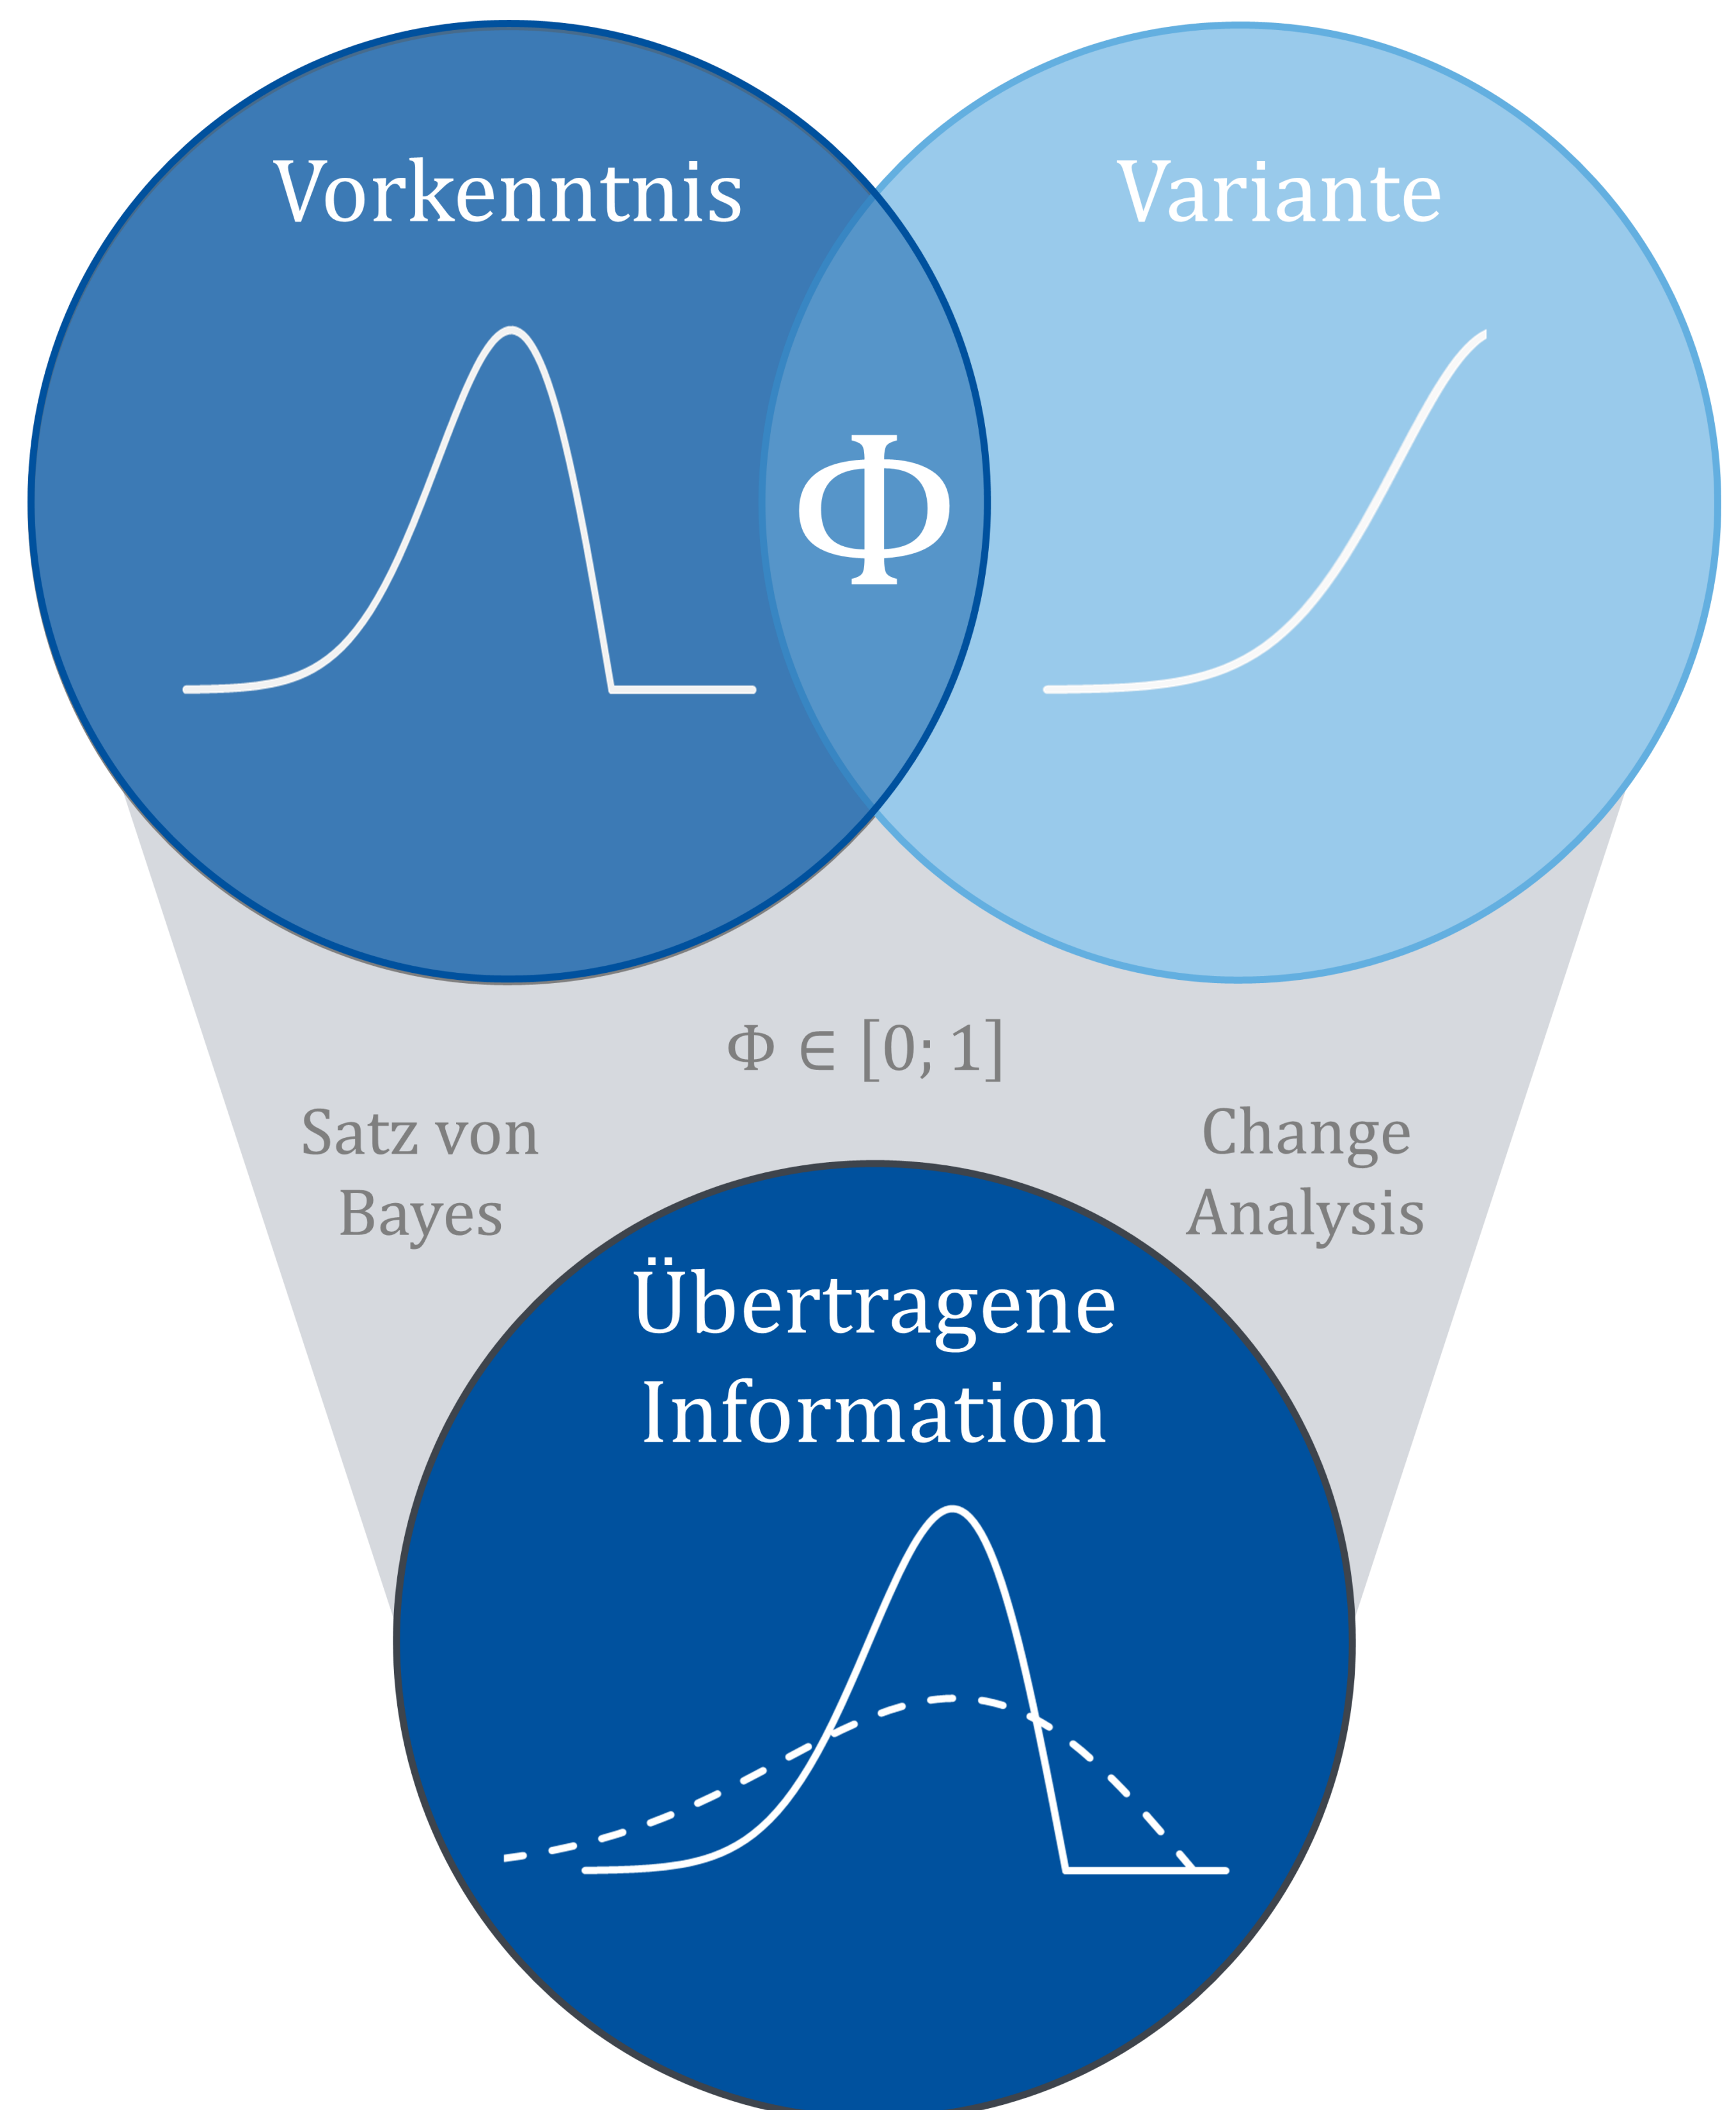 Vorkenntnis
Variante
Φ
Φ ∈ [0; 1]
Satz von
Bayes
Change
Analysis
Übertragene
Information